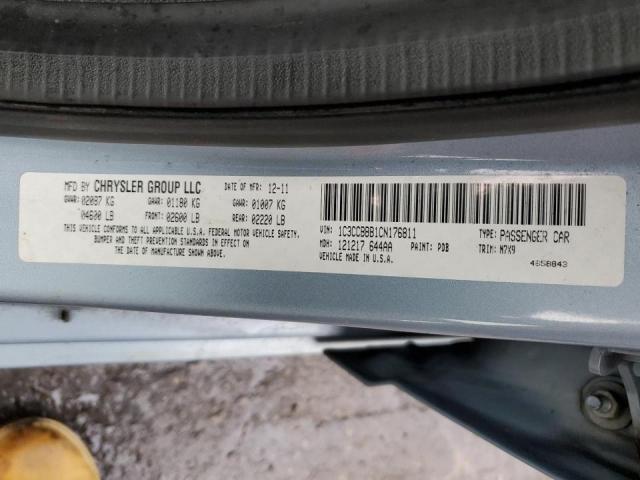 MFD BY CHRYSLER GROUP LLC DATE OF MFR: 12-11
GVWR: 02087 KG GAWR: 01180 KG GAWR: 01007 KG
04600 LB FRONT: 02600 LB REAR: 02220 LB
THIS VEHICLE CONFORMS TO ALL APPLICABLE U.S.A. FEDERAL MOTOR VEHICLE SAFETY,
BUMPER AND THEFT PREVENTION STANDARDS IN EFFECT ON
THE DATE OF MANUFACTURE SHOWN ABOVE.
VIN: 1C3CCBBB1CN176811 TYPE: PASSENGER CAR
MDH: 121217 644AA PAINT: PDB TRIM: N7X9
VEHICLE MADE IN U.S.A. 4658843